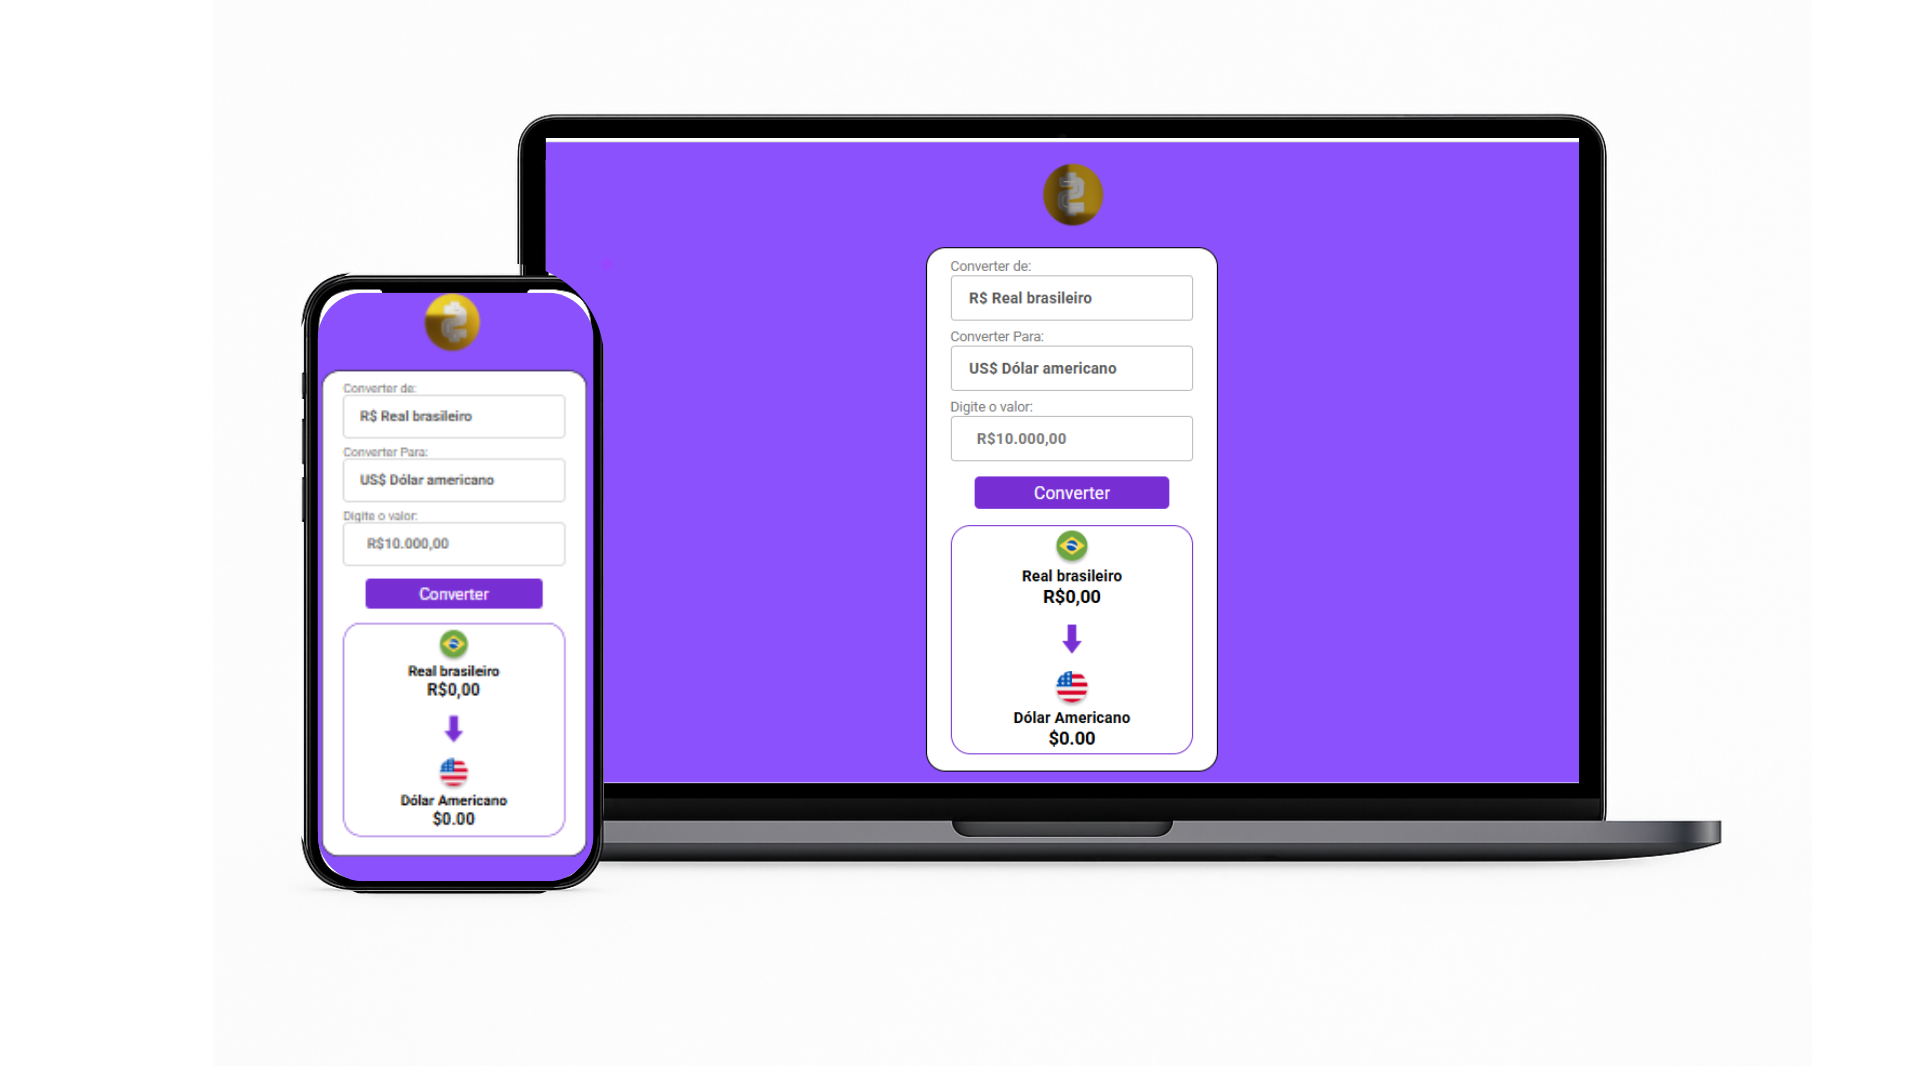 Converter de:
R$ Real brasileiro
Converter Para:
US$ Dólar americano
Digite o valor:
R$10.000,00
Converter
Real brasileiro
R$0,00
Dólar Americano
$0.00
Converter de:
R$ Real brasileiro
Converter Para:
US$ Dólar americano
Digite o valor:
R$10.000,00
Converter
Real brasileiro
R$0,00
Dólar Americano
$0.00